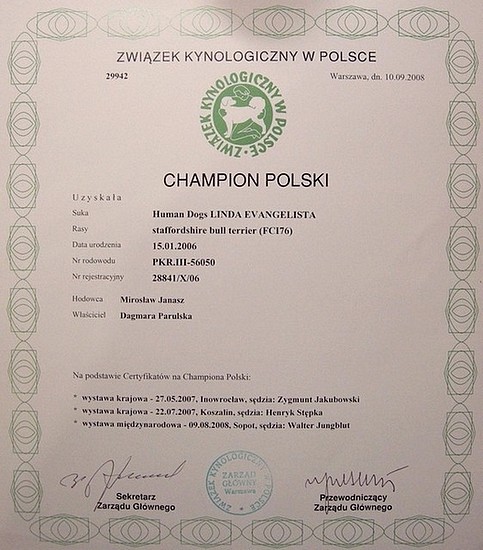 ZWIĄZEK KYNOLOGICZNY W POLSCE
29942 Warszawa, dn. 10.09.2008
ZWIĄZEK KYNOLOGICZNY W POLSCE
CHAMPION POLSKI
Uzyskała
Suka Human Dogs LINDA EVANGELISTA
Rasy staffordshire bull terrier (FCI76)
Data urodzenia 15.01.2006
Nr rodowodu PKR.III-56050
Nr rejestracyjny 28841/X/06
Hodowca Mirosław Janasz
Właściciel Dagmara Parulska
Na podstawie Certyfikatów na Championa Polski:
* wystawa krajowa - 27.05.2007, Inowrocław, sędzia: Zygmunt Jakubowski
* wystawa krajowa - 22.07.2007, Koszalin, sędzia: Henryk Stępka
* wystawa międzynarodowa - 09.08.2008, Sopot, sędzia: Walter Jungblut
ZWIĄZEK KYNOLOGICZNY W POLSCE
ZARZĄD
GŁÓWNY
Warszawa
Sekretarz Przewodniczący
Zarządu Głównego Zarządu Głównego